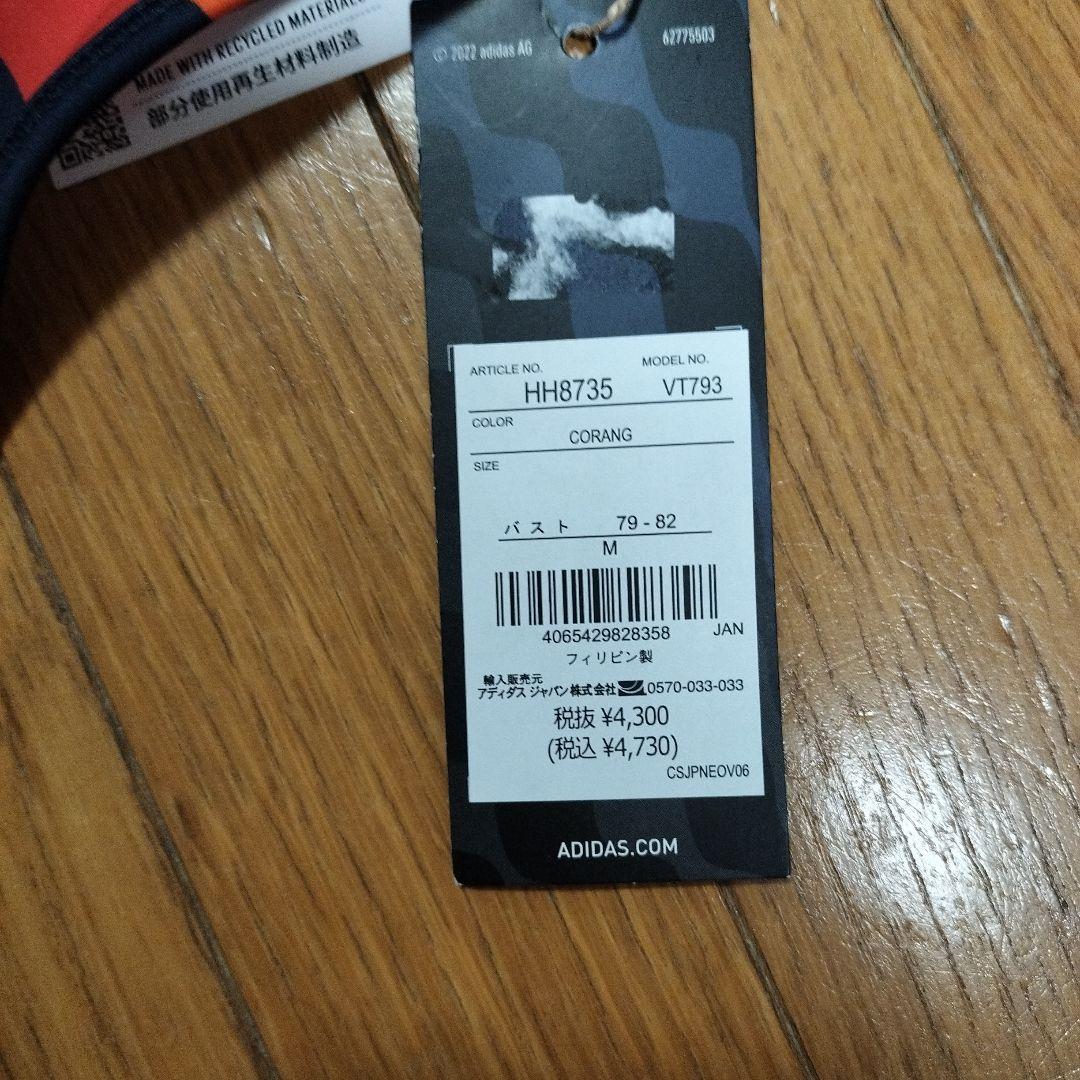 MADE WITH RECYCLED MATERIALS
部分使用再生材料制造
© 2022 adidas AG
62775503
ARTICLE NO.
MODEL NO.
HH8735
VT793
COLOR
CORANG
SIZE
バスト 79 - 82
M
4065429828358 JAN
フィリピン製
輸入販売元
アディダス ジャパン株式会社 0570-033-033
税抜 ¥4,300
(税込 ¥4,730)
CSJPNEOV06
ADIDAS.COM